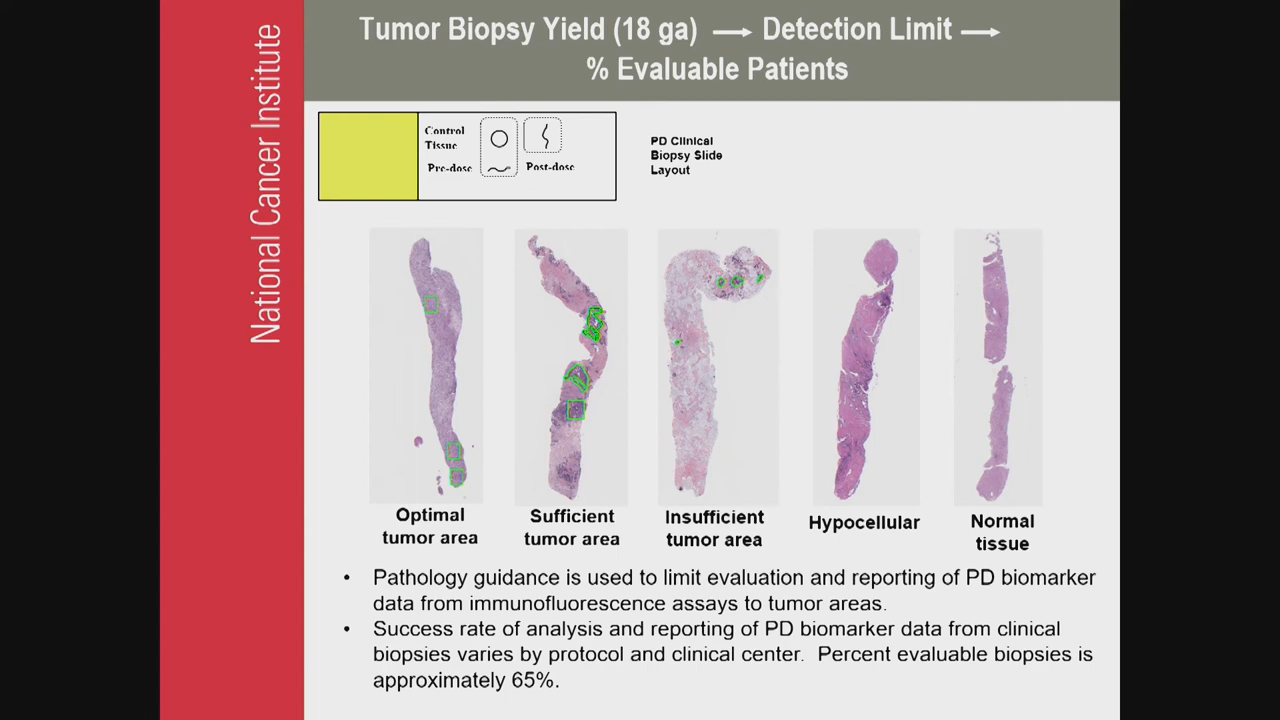 National Cancer Institute
Tumor Biopsy Yield (18 ga) → Detection Limit →
% Evaluable Patients
Control
Tissue
Pre-dose
Post-dose
PD Clinical
Biopsy Slide
Layout
Optimal
tumor area
Sufficient
tumor area
Insufficient
tumor area
Hypocellular
Normal
tissue
• Pathology guidance is used to limit evaluation and reporting of PD biomarker
data from immunofluorescence assays to tumor areas.
• Success rate of analysis and reporting of PD biomarker data from clinical
biopsies varies by protocol and clinical center. Percent evaluable biopsies is
approximately 65%.